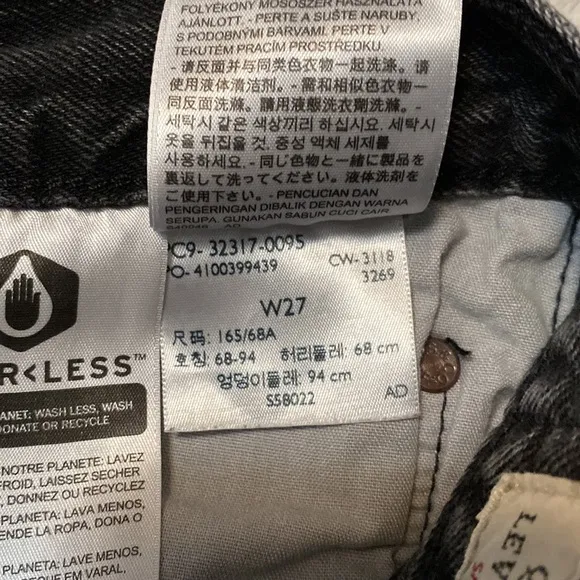 FOLYÉKONY MOSÓSZER HASZNÁLATA
AJÁNLOTT. - PERTE A SUŠTE NARUBY,
S PODOBNÝMI BARVAMI. PERTE V
TEKUTÉM PRACÍM PROSTŘEDKU.
- 请反面并与同类色衣物一起洗涤。请
使用液体清洁剂。- 需和相似色衣物一
同反面洗滌。請用液態洗衣劑洗滌。-
세탁시 같은 색상끼리 하십시요. 세탁시
옷을 뒤집을 것. 중성 액체 세제를
사용하세요. - 同じ色物と一緒に製品を
裏返して洗ってください。液体洗剤をご
ご使用下さい。- PENCUCIAN DAN
PENGERINGAN DIBALIK DENGAN WARNA
SERUPA. GUNAKAN SABUN CUCI CAIR
AD
PC9- 32317-0095
PO- 4100399439
CW- 3118
3269
W27
尺码: 165/68A
호칭: 68-94 허리둘레: 68 cm
엉덩이둘레: 94 cm
S58022
AD
R<LESS™
ANET: WASH LESS, WASH
DONATE OR RECYCLE
NOTRE PLANETE: LAVEZ
FROID, LAISSEZ SECHER
, DONNEZ OU RECYCLEZ
PLANETA: LAVA MENOS,
ENDE LA ROPA, DONA O
PLANETA: LAVE MENOS,
QUE EM VARAL,
LEV